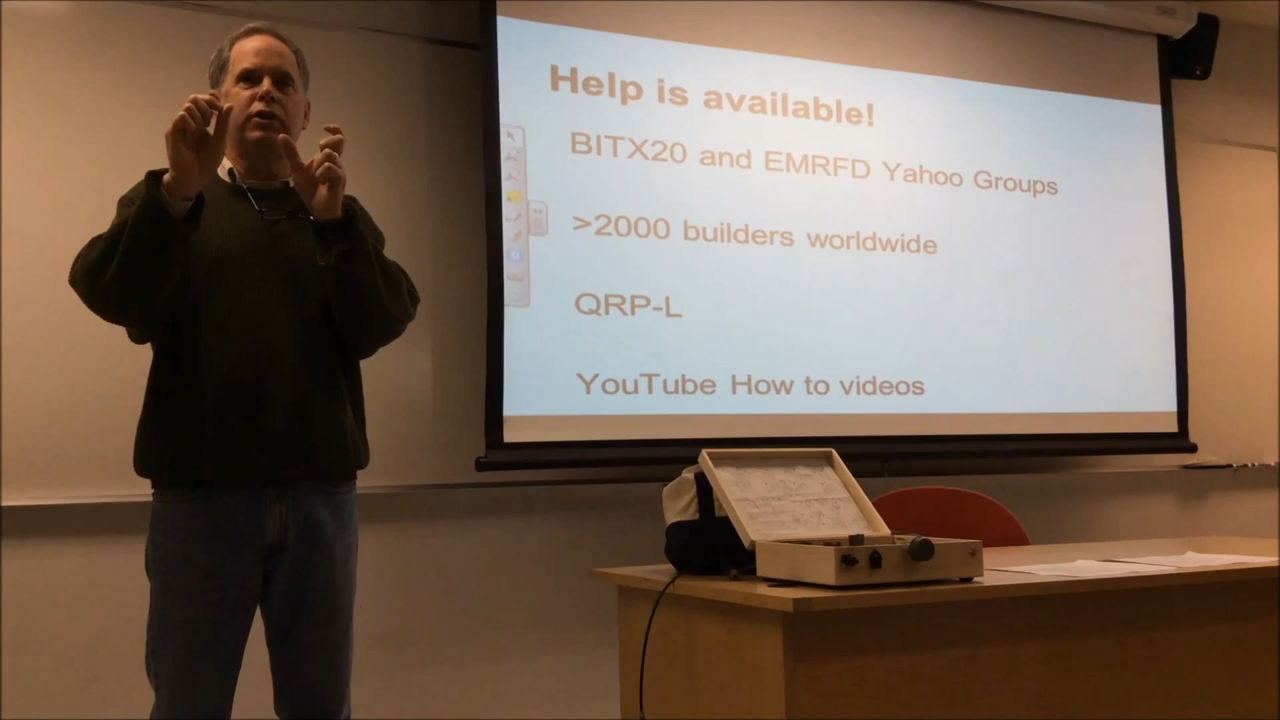 Help is available!
BITX20 and EMRFD Yahoo Groups
>2000 builders worldwide
QRP-L
YouTube How to videos